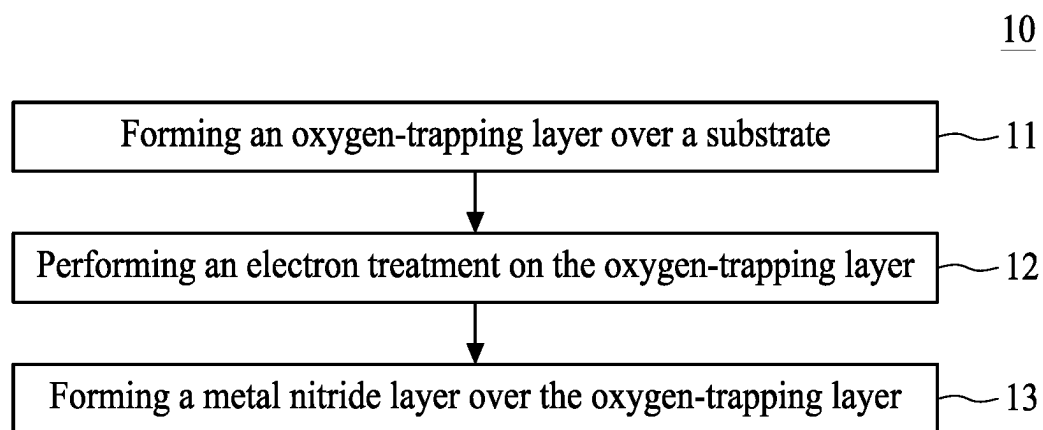 10
Forming an oxygen-trapping layer over a substrate
11
Performing an electron treatment on the oxygen-trapping layer
12
Forming a metal nitride layer over the oxygen-trapping layer
13